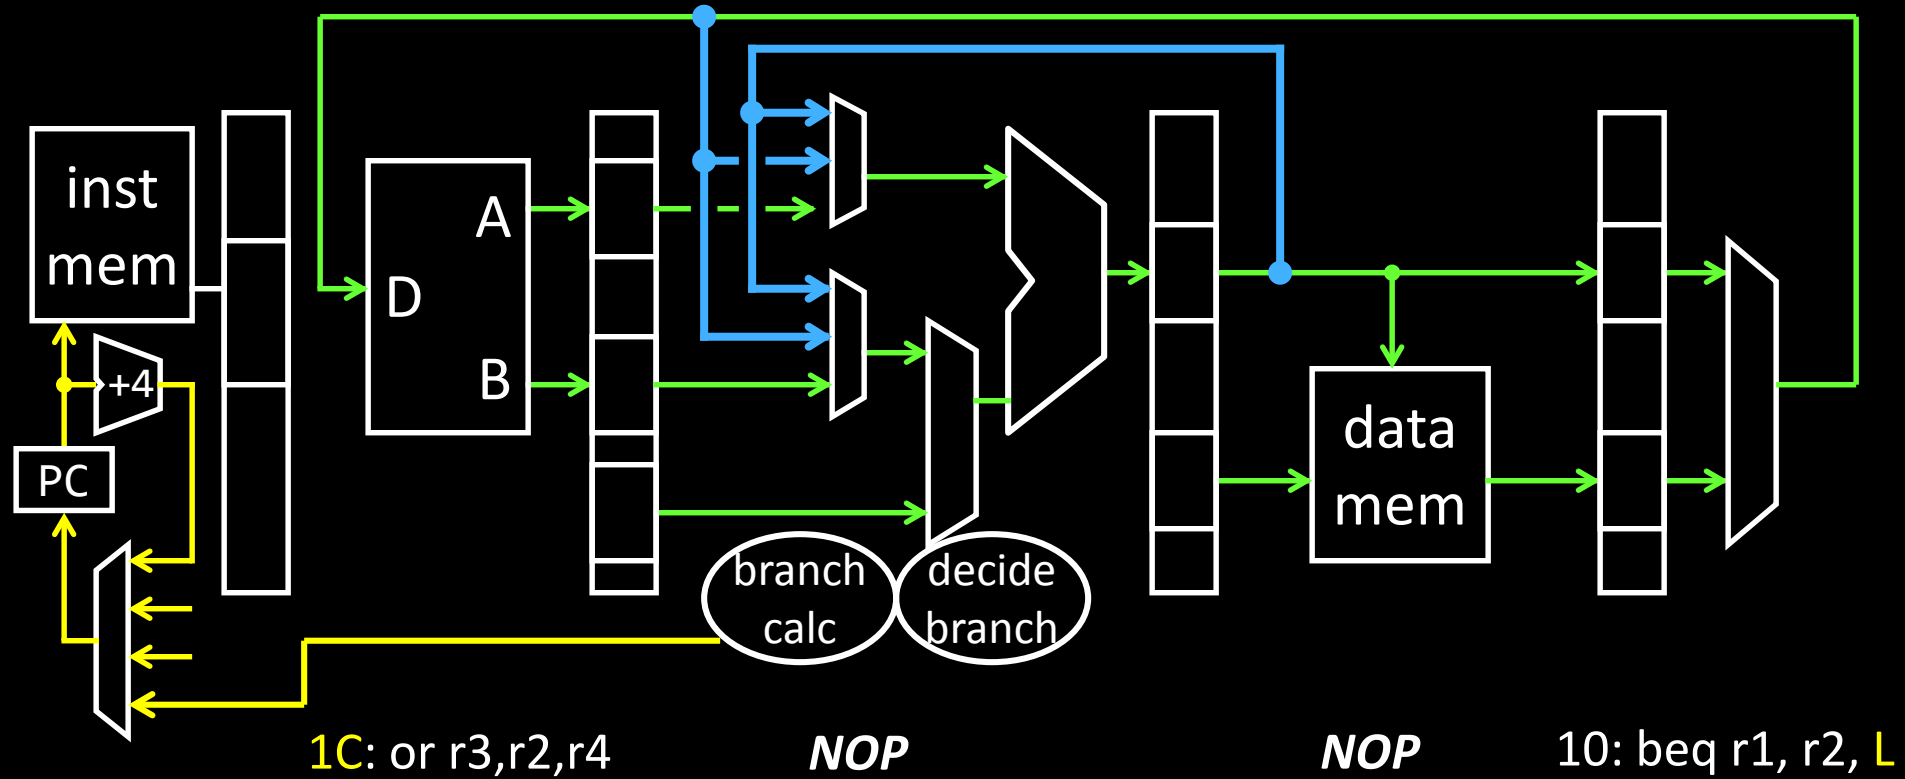 inst
mem
A
D
B
+4
PC
data
mem
branch
calc
decide
branch
1C: or r3,r2,r4
NOP
NOP
10: beq r1, r2, L